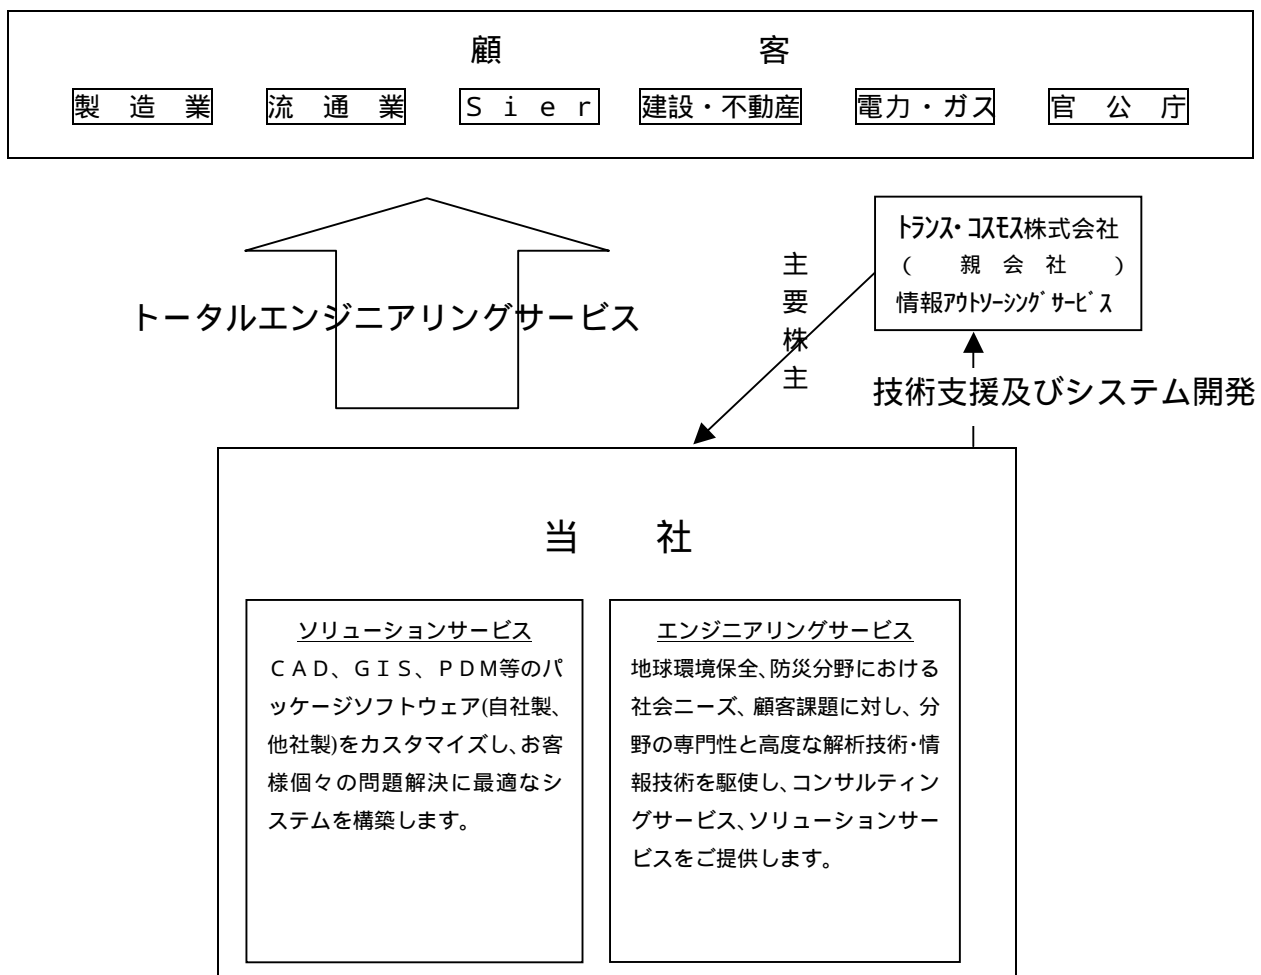 顧　　　　客
製　造　業　流　通　業　Ｓｉｅｒ　建設・不動産　電力・ガス　官　公　庁
ﾄﾗﾝｽ･ｺｽﾓｽ株式会社
（　親　会　社　）
情報ｱｳﾄｿｰｼﾝｸﾞｻｰﾋﾞｽ
主要株主
トータルエンジニアリングサービス
技術支援及びシステム開発
当　　社
ソリューションサービス
ＣＡＤ、ＧＩＳ、ＰＤＭ等のパ
ッケージソフトウェア(自社製、
他社製)をカスタマイズし、お客
様個々の問題解決に最適なシ
ステムを構築します。
エンジニアリングサービス
地球環境保全、防災分野における
社会ニーズ、顧客課題に対し、分
野の専門性と高度な解析技術・情
報技術を駆使し、コンサルティン
グサービス、ソリューションサー
ビスをご提供します。